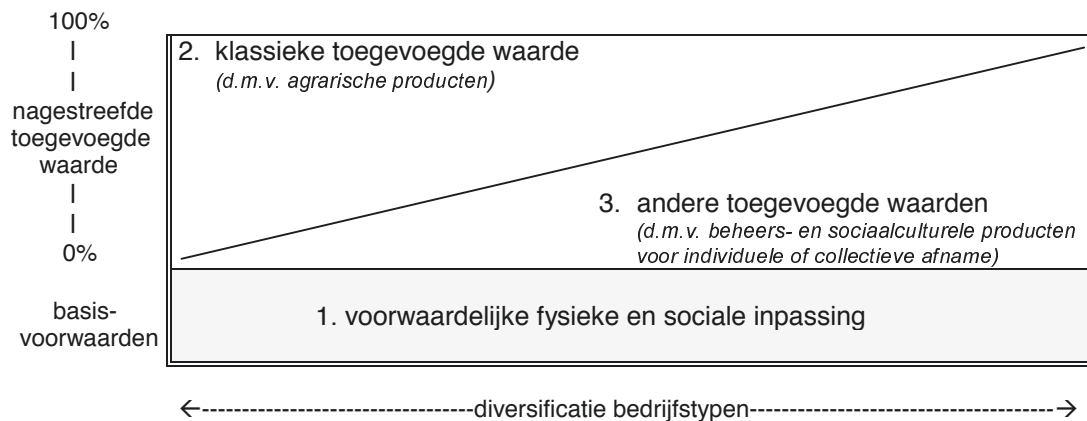 100%
|
|
nagestreefde
toegevoegde
waarde
|
|
0%
2. klassieke toegevoegde waarde
(d.m.v. agrarische producten)
3. andere toegevoegde waarden
(d.m.v. beheers- en sociaalculturele producten
voor individuele of collectieve afname)
basis-
voorwaarden
1. voorwaardelijke fysieke en sociale inpassing
←-----------------------------diversificatie bedrijfstypen-----------------------------------→